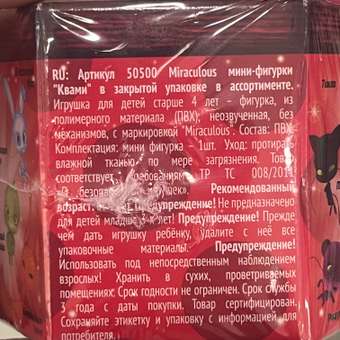 RU: Артикул 50500 Miraculous мини-фигурки
"Квами" в закрытой упаковке в ассортименте.
Игрушка для детей старше 4 лет - фигурка, из
полимерного материала (ПВХ), неозвученная, без
механизмов, с маркировкой "Miraculous". Состав: ПВХ.
Комплектация: мини фигурка - 1шт. Уход: протирать
влажной тканью по мере загрязнения. Товар
соответствует требованиям ТР ТС 008/2011
"О безопасности игрушек". Рекомендованный
возраст: Предупреждение! Не предназначено
для детей младше 3-х лет! Предупреждение! Прежде
чем дать игрушку ребёнку, удалите с неё все
упаковочные материалы. Предупреждение!
Использовать под непосредственным наблюдением
взрослых! Хранить в сухих, проветриваемых
помещениях. Срок годности не ограничен. Срок службы
3 года с даты покупки. Товар сертифицирован.
Сохраняйте этикетку и упаковку с информацией для
потребителя.